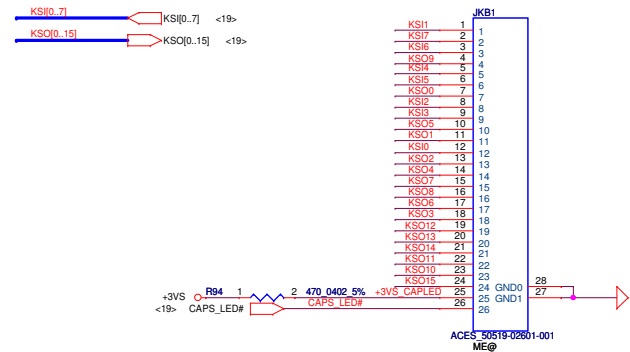 KSI[0..7]
KSI[0..7] <19>
KSO[0..15]
KSO[0..15] <19>
JKB1
KSI1 1 1
KSI7 2 2
KSI6 3 3
KSO9 4 4
KSI4 5 5
KSI5 6 6
KSO0 7 7
KSI2 8 8
KSI3 9 9
KSO5 10 10
KSO1 11 11
KSI0 12 12
KSO2 13 13
KSO4 14 14
KSO7 15 15
KSO8 16 16
KSO6 17 17
KSO3 18 18
KSO12 19 19
KSO13 20 20
KSO14 21 21
KSO11 22 22
KSO10 23 23
KSO15 24 24 GND0 28
+3VS R94 1 2 470_0402_5% +3VS_CAPLED 25 25 GND1 27
<19> CAPS_LED# CAPS_LED# 26 26
ACES_50519-02601-001
ME@